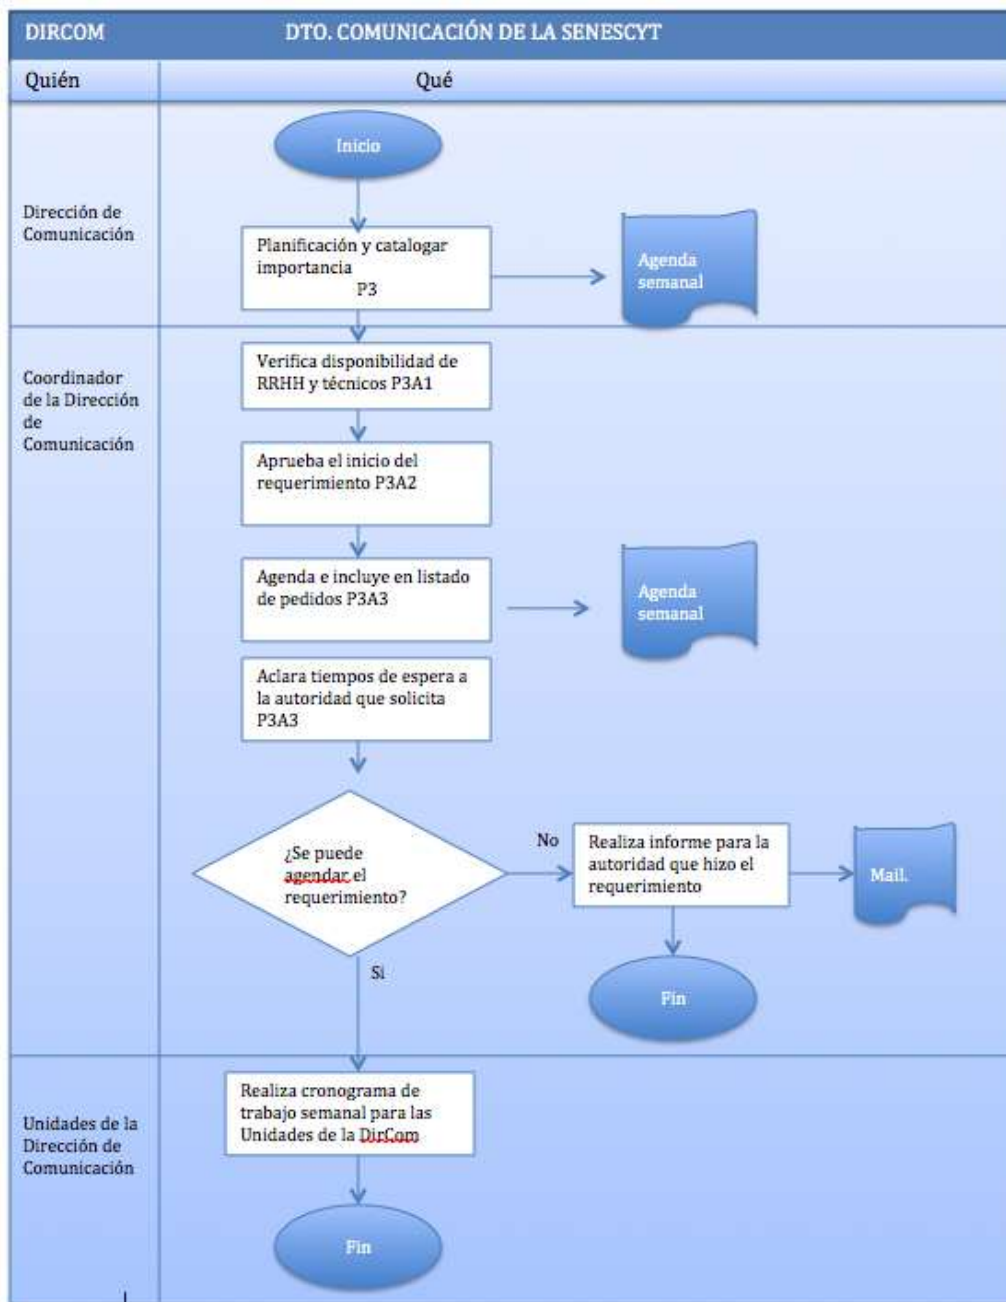 DIRCOM
DTO. COMUNICACIÓN DE LA SENESCYT
Quién
Qué
Inicio
Dirección de
Comunicación
Planificación y catalogar
importancia
P3
Agenda
semanal
Coordinador
de la Dirección
de
Comunicación
Verifica disponibilidad de
RRHH y técnicos P3A1
Aprueba el inicio del
requerimiento P3A2
Agenda e incluye en listado
de pedidos P3A3
Agenda
semanal
Aclara tiempos de espera a
la autoridad que solicita
P3A3
¿Se puede
agendar el
requerimiento?
No
Realiza informe para la
autoridad que hizo el
requerimiento
Mail.
Si
Fin
Unidades de la
Dirección de
Comunicación
Realiza cronograma de
trabajo semanal para las
Unidades de la DirCom
Fin